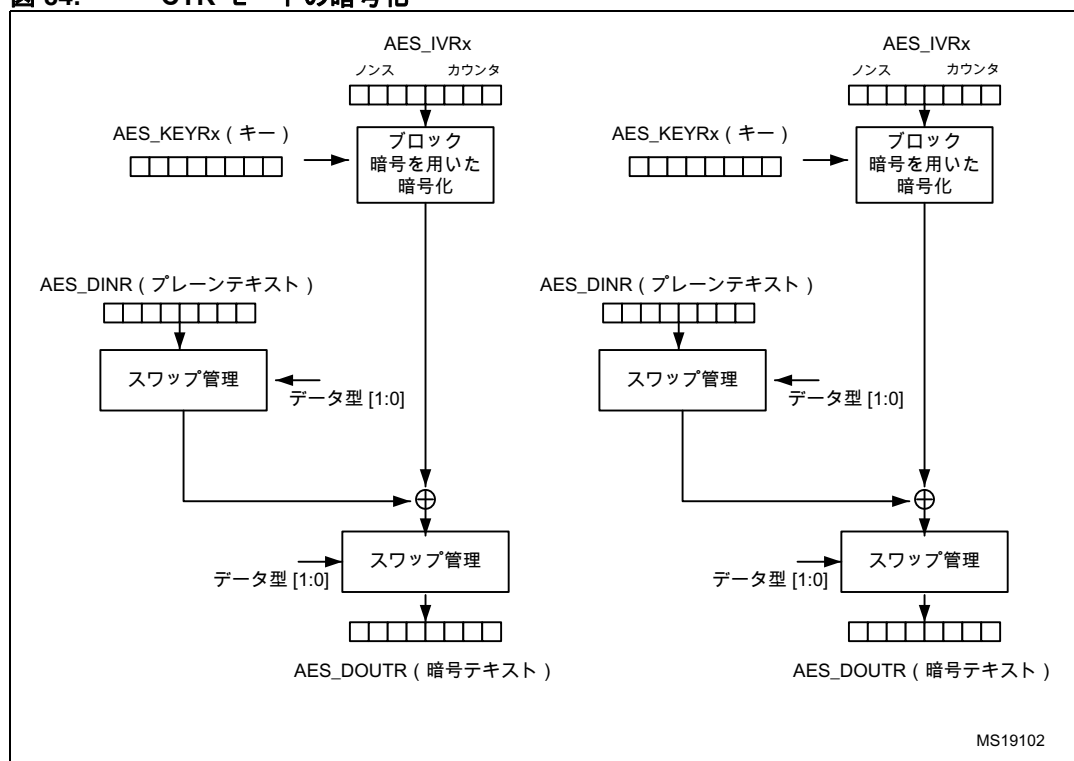 AES_IVRx
ノンス カウンタ
AES_KEYRx ( キー )
ブロック
暗号を用いた
暗号化
AES_DINR ( プレーンテキスト )
スワップ管理
データ型 [1:0]
スワップ管理
データ型 [1:0]
AES_DOUTR ( 暗号テキスト )
AES_IVRx
ノンス カウンタ
AES_KEYRx ( キー )
ブロック
暗号を用いた
暗号化
AES_DINR ( プレーンテキスト )
スワップ管理
データ型 [1:0]
スワップ管理
データ型 [1:0]
AES_DOUTR ( 暗号テキスト )
MS19102